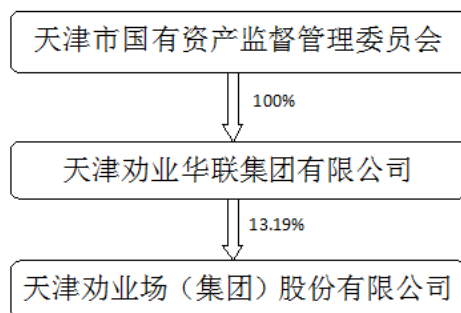 天津市国有资产监督管理委员会
100%
天津劝业华联集团有限公司
13.19%
天津劝业场（集团）股份有限公司